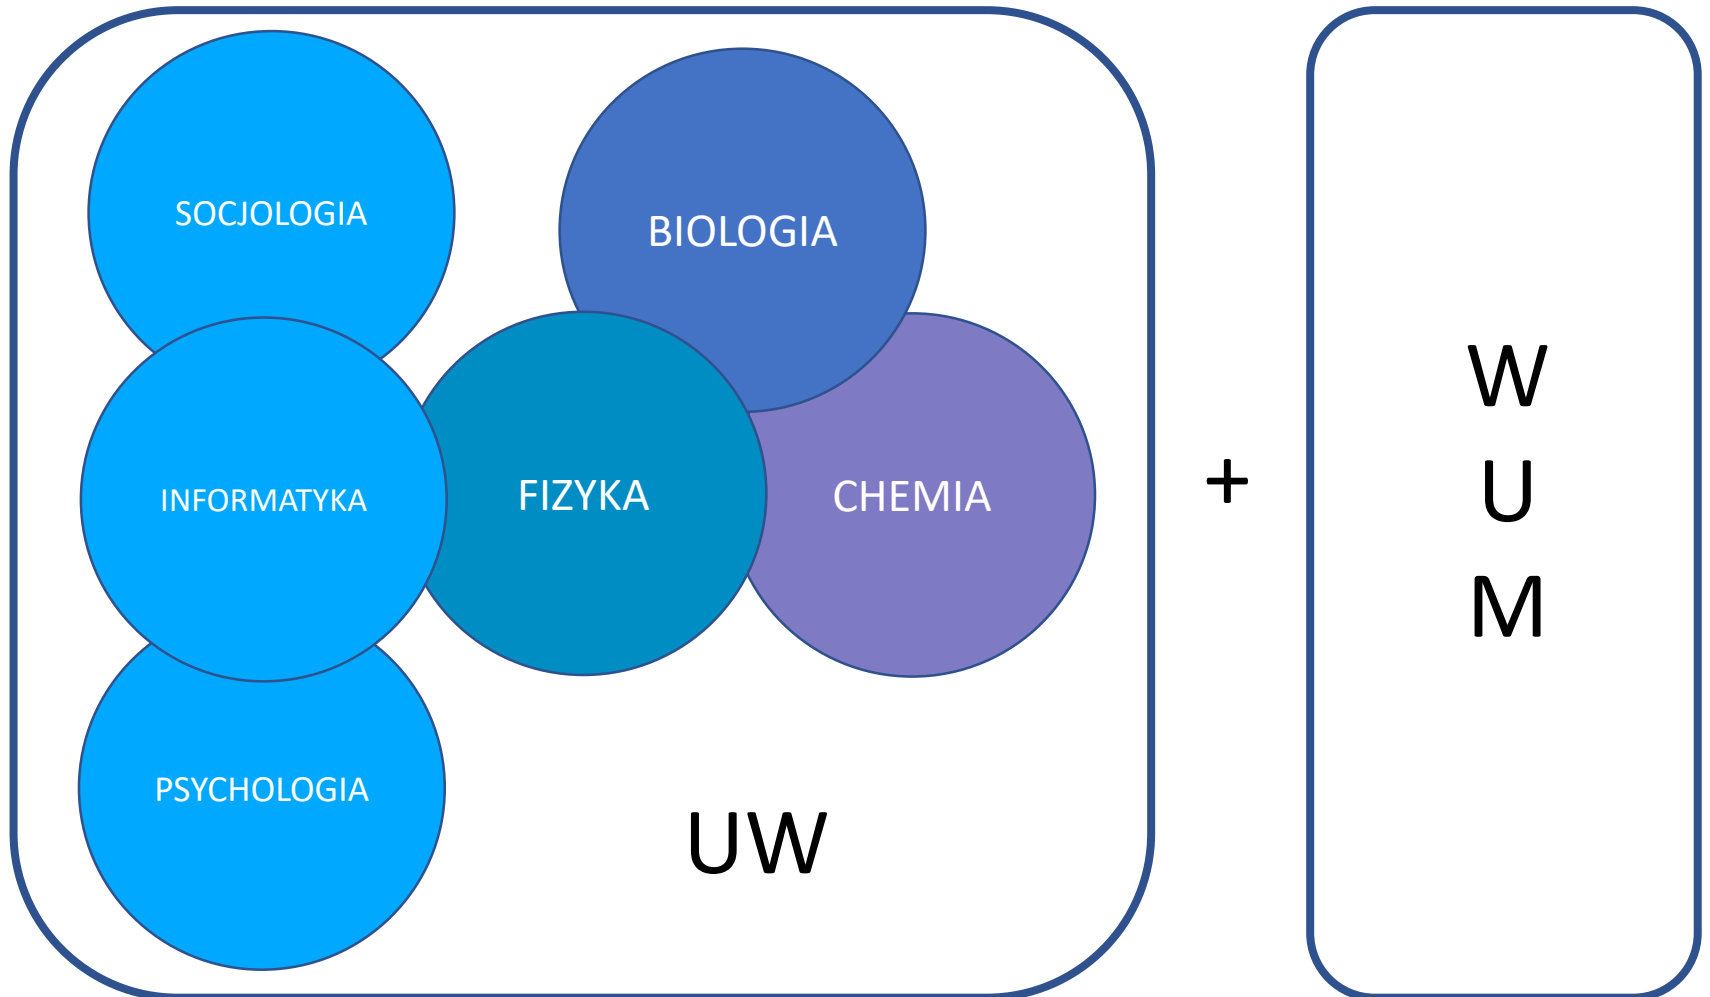 SOCJOLOGIA
BIOLOGIA
INFORMATYKA
FIZYKA
CHEMIA
PSYCHOLOGIA
UW
+
W
U
M